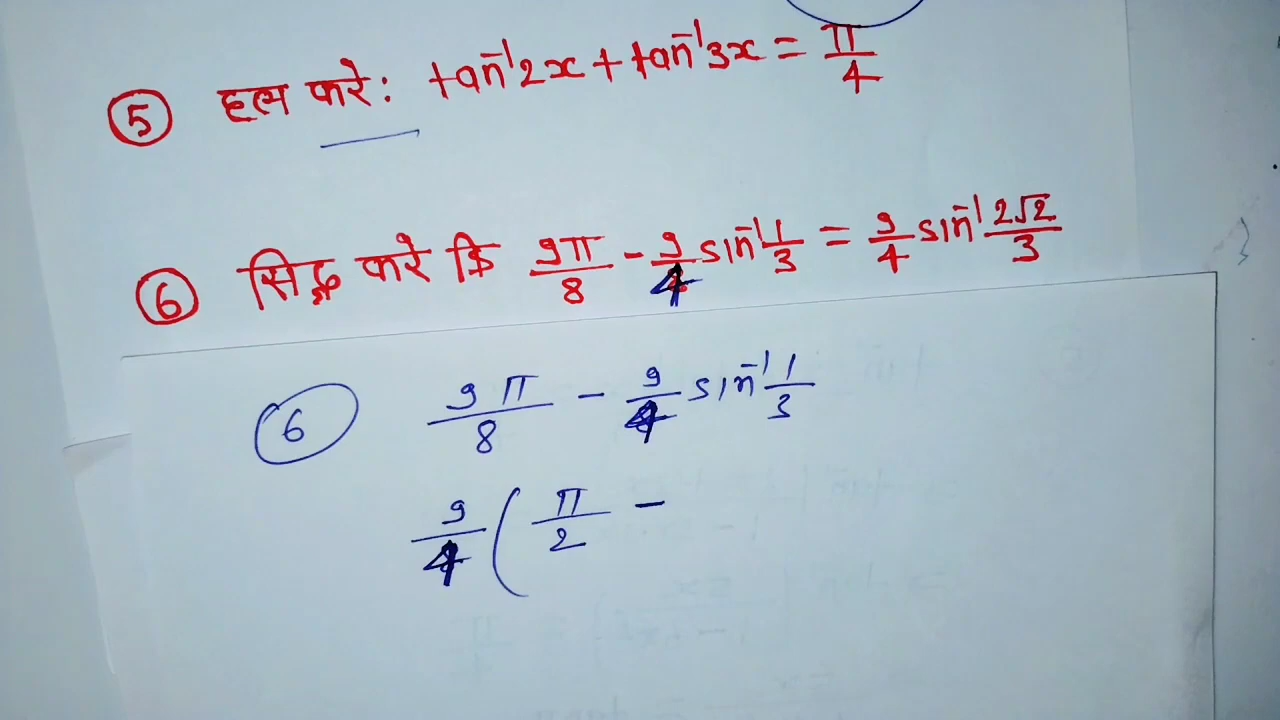 ⑤ हल करे: tan⁻¹2x + tan⁻¹3x = π/4
⑥ सिद्ध करे कि 9π/8 - 9/4 sin⁻¹ 1/3 = 9/4 sin⁻¹ 2√2/3
⑥ 9π/8 - 9/4 sin⁻¹ 1/3
9/4 ( π/2 -